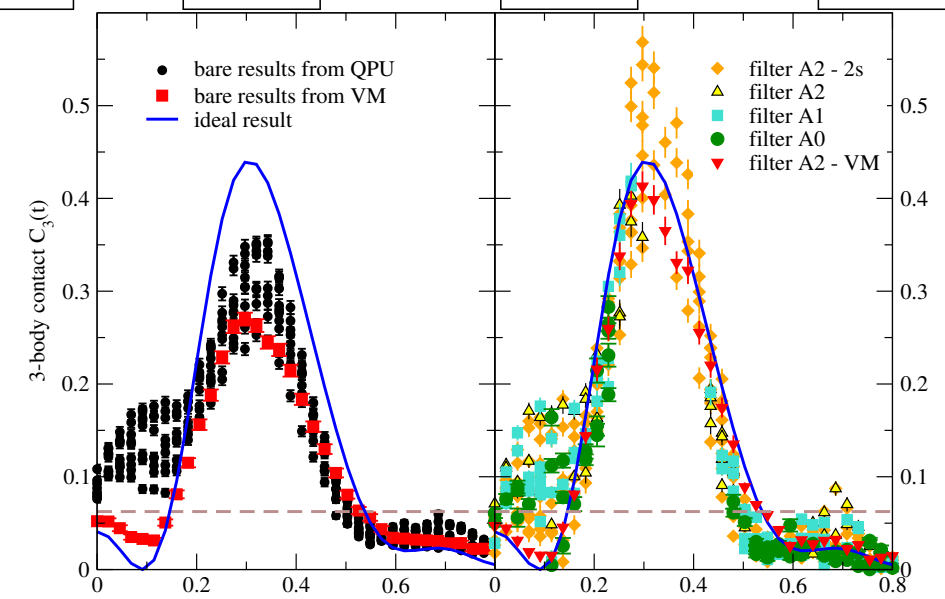 bare results from QPU
bare results from VM
ideal result
filter A2 - 2s
filter A2
filter A1
filter A0
filter A2 - VM
3-body contact C3(t)
0.5
0.4
0.3
0.2
0.1
0
0.5
0.4
0.3
0.2
0.1
0
0 0.2 0.4 0.6 0 0.2 0.4 0.6 0.8